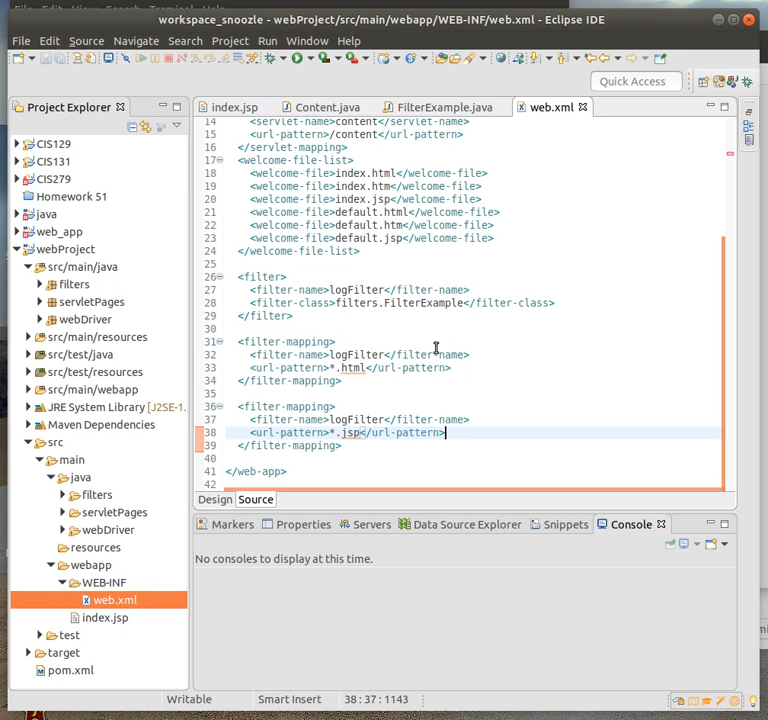 workspace_snoozle - webProject/src/main/webapp/WEB-INF/web.xml - Eclipse IDE
File Edit Source Navigate Search Project Run Window Help
Quick Access
Project Explorer
CIS129
CIS131
CIS279
Homework 51
java
web_app
webProject
src/main/java
filters
servletPages
webDriver
src/main/resources
src/test/java
src/test/resources
src/main/webapp
JRE System Library [J2SE-1.
Maven Dependencies
src
main
java
filters
servletPages
webDriver
resources
webapp
WEB-INF
web.xml
index.jsp
test
target
pom.xml
index.jsp Content.java FilterExample.java web.xml
14 <servlet-name>content</servlet-name>
15 <url-pattern>/content</url-pattern>
16 </servlet-mapping>
17 <welcome-file-list>
18 <welcome-file>index.html</welcome-file>
19 <welcome-file>index.htm</welcome-file>
20 <welcome-file>index.jsp</welcome-file>
21 <welcome-file>default.html</welcome-file>
22 <welcome-file>default.htm</welcome-file>
23 <welcome-file>default.jsp</welcome-file>
24 </welcome-file-list>
25
26 <filter>
27 <filter-name>logFilter</filter-name>
28 <filter-class>filters.FilterExample</filter-class>
29 </filter>
30
31 <filter-mapping>
32 <filter-name>logFilter</filter-name>
33 <url-pattern>*.html</url-pattern>
34 </filter-mapping>
35
36 <filter-mapping>
37 <filter-name>logFilter</filter-name>
38 <url-pattern>*.jsp</url-pattern>
39 </filter-mapping>
40
41 </web-app>
42
Design Source
Markers Properties Servers Data Source Explorer Snippets Console
No consoles to display at this time.
Writable Smart Insert 38 : 37 : 1143